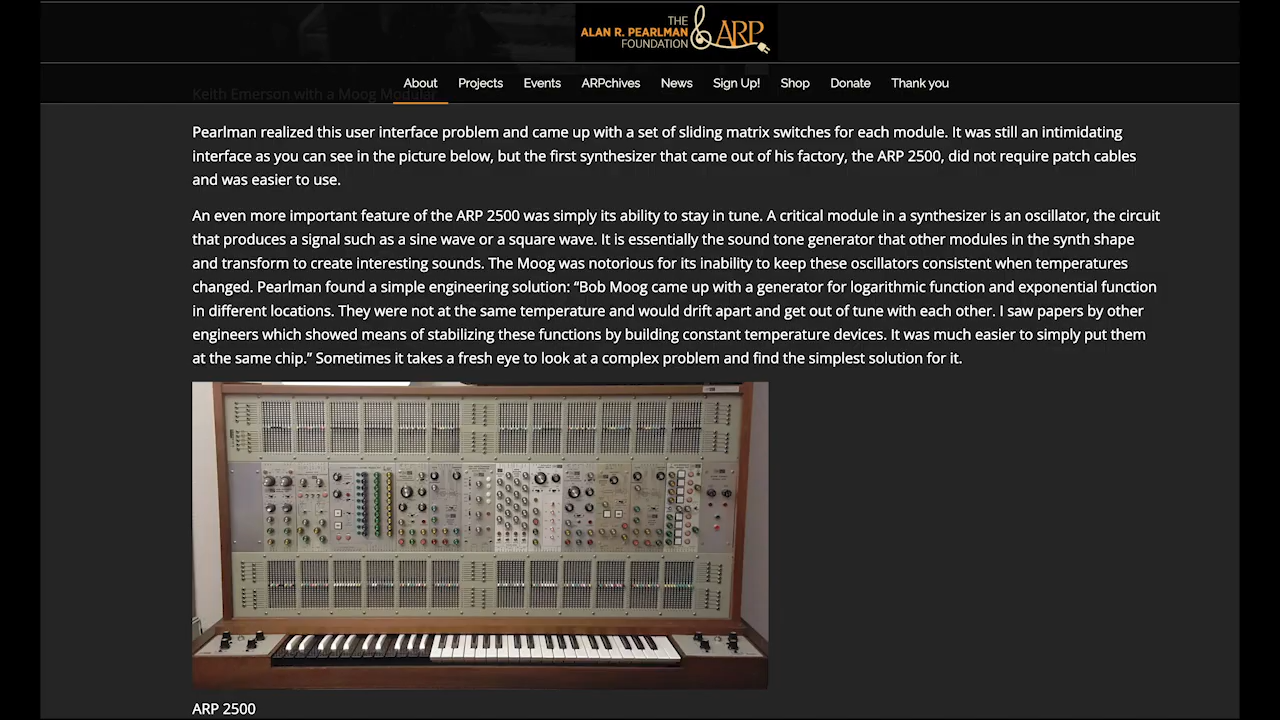 THE
ALAN R. PEARLMAN
FOUNDATION
ARP
About Projects Events ARPchives News Sign Up! Shop Donate Thank you
Keith Emerson with a Moog Modular
Pearlman realized this user interface problem and came up with a set of sliding matrix switches for each module. It was still an intimidating
interface as you can see in the picture below, but the first synthesizer that came out of his factory, the ARP 2500, did not require patch cables
and was easier to use.
An even more important feature of the ARP 2500 was simply its ability to stay in tune. A critical module in a synthesizer is an oscillator, the circuit
that produces a signal such as a sine wave or a square wave. It is essentially the sound tone generator that other modules in the synth shape
and transform to create interesting sounds. The Moog was notorious for its inability to keep these oscillators consistent when temperatures
changed. Pearlman found a simple engineering solution: “Bob Moog came up with a generator for logarithmic function and exponential function
in different locations. They were not at the same temperature and would drift apart and get out of tune with each other. I saw papers by other
engineers which showed means of stabilizing these functions by building constant temperature devices. It was much easier to simply put them
at the same chip.” Sometimes it takes a fresh eye to look at a complex problem and find the simplest solution for it.
ARP 2500